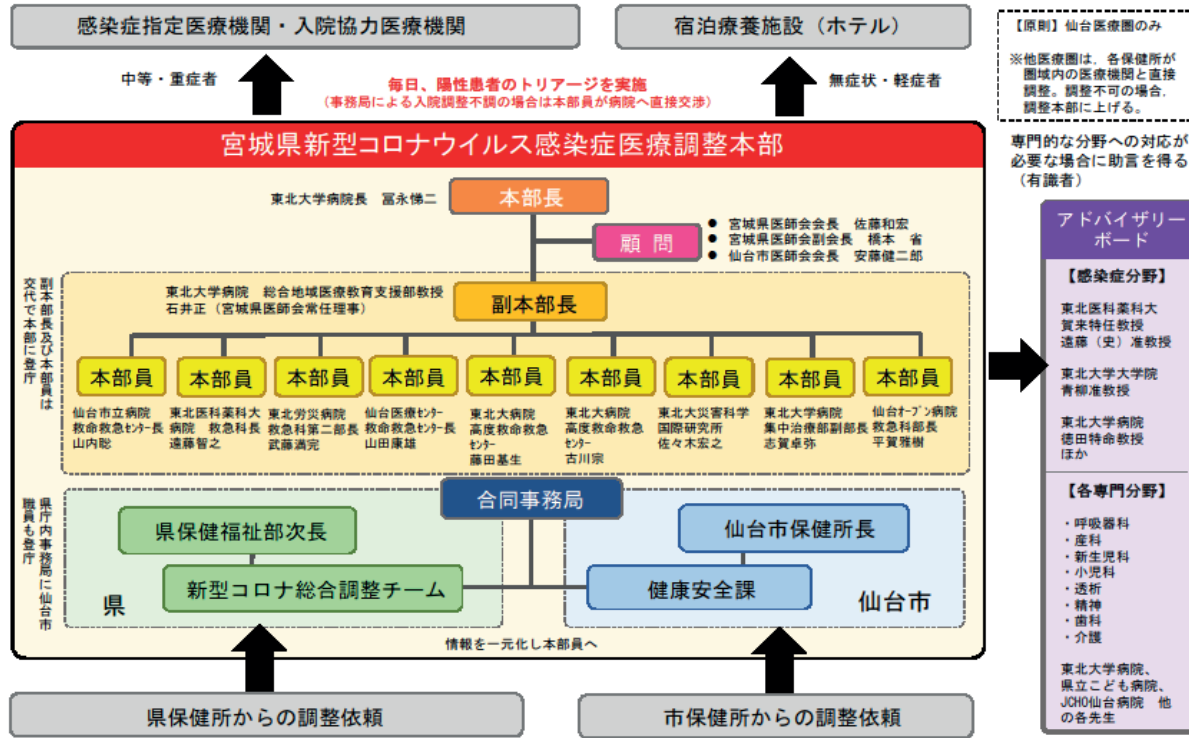 感染症指定医療機関・入院協力医療機関
宿泊療養施設（ホテル）
【原則】仙台医療圏のみ
※他医療圏は、各保健所が
圏域内の医療機関と直接
調整。調整不可の場合、
調整本部に上げる。
中等・重症者
毎日、陽性患者のトリアージを実施
（事務局による入院調整不調の場合は本部員が病院へ直接交渉）
無症状・軽症者
宮城県新型コロナウイルス感染症医療調整本部
専門的な分野への対応が
必要な場合に助言を得る
（有識者）
東北大学病院長　冨永悌二
本部長
顧 問
● 宮城県医師会会長　佐藤和宏
● 宮城県医師会副会長　橋本　省
● 仙台市医師会会長　安藤健二郎
副本部長及び本部員は
交代で本部に登庁
東北大学病院　総合地域医療教育支援部教授
石井正（宮城県医師会常任理事）
副本部長
本部員
仙台市立病院
救命救急ｾﾝﾀｰ長
山内聡
本部員
東北医科薬科大
病院　救急科長
遠藤智之
本部員
東北労災病院
救急科第二部長
武藤満完
本部員
仙台医療ｾﾝﾀｰ
救命救急ｾﾝﾀｰ長
山田康雄
本部員
東北大病院
高度救命救急
ｾﾝﾀｰ
藤田基生
本部員
東北大病院
高度救命救急
ｾﾝﾀｰ
古川宗
本部員
東北大災害科学
国際研究所
佐々木宏之
本部員
東北大学病院
集中治療部副部長
志賀卓弥
本部員
仙台ｵｰﾌﾟﾝ病院
救急科部長
平賀雅樹
県庁内事務局に仙台市
職員も登庁
合同事務局
県保健福祉部次長
新型コロナ総合調整チーム
県
仙台市保健所長
健康安全課
仙台市
情報を一元化し本部員へ
県保健所からの調整依頼
市保健所からの調整依頼
アドバイザリー
ボード
【感染症分野】
東北医科薬科大
賀来特任教授
遠藤（史）准教授
東北大学大学院
青柳准教授
東北大学病院
徳田特命教授
ほか
【各専門分野】
・呼吸器科
・産科
・新生児科
・小児科
・透析
・精神
・歯科
・介護
東北大学病院、
県立こども病院、
JCHO仙台病院　他
の各先生